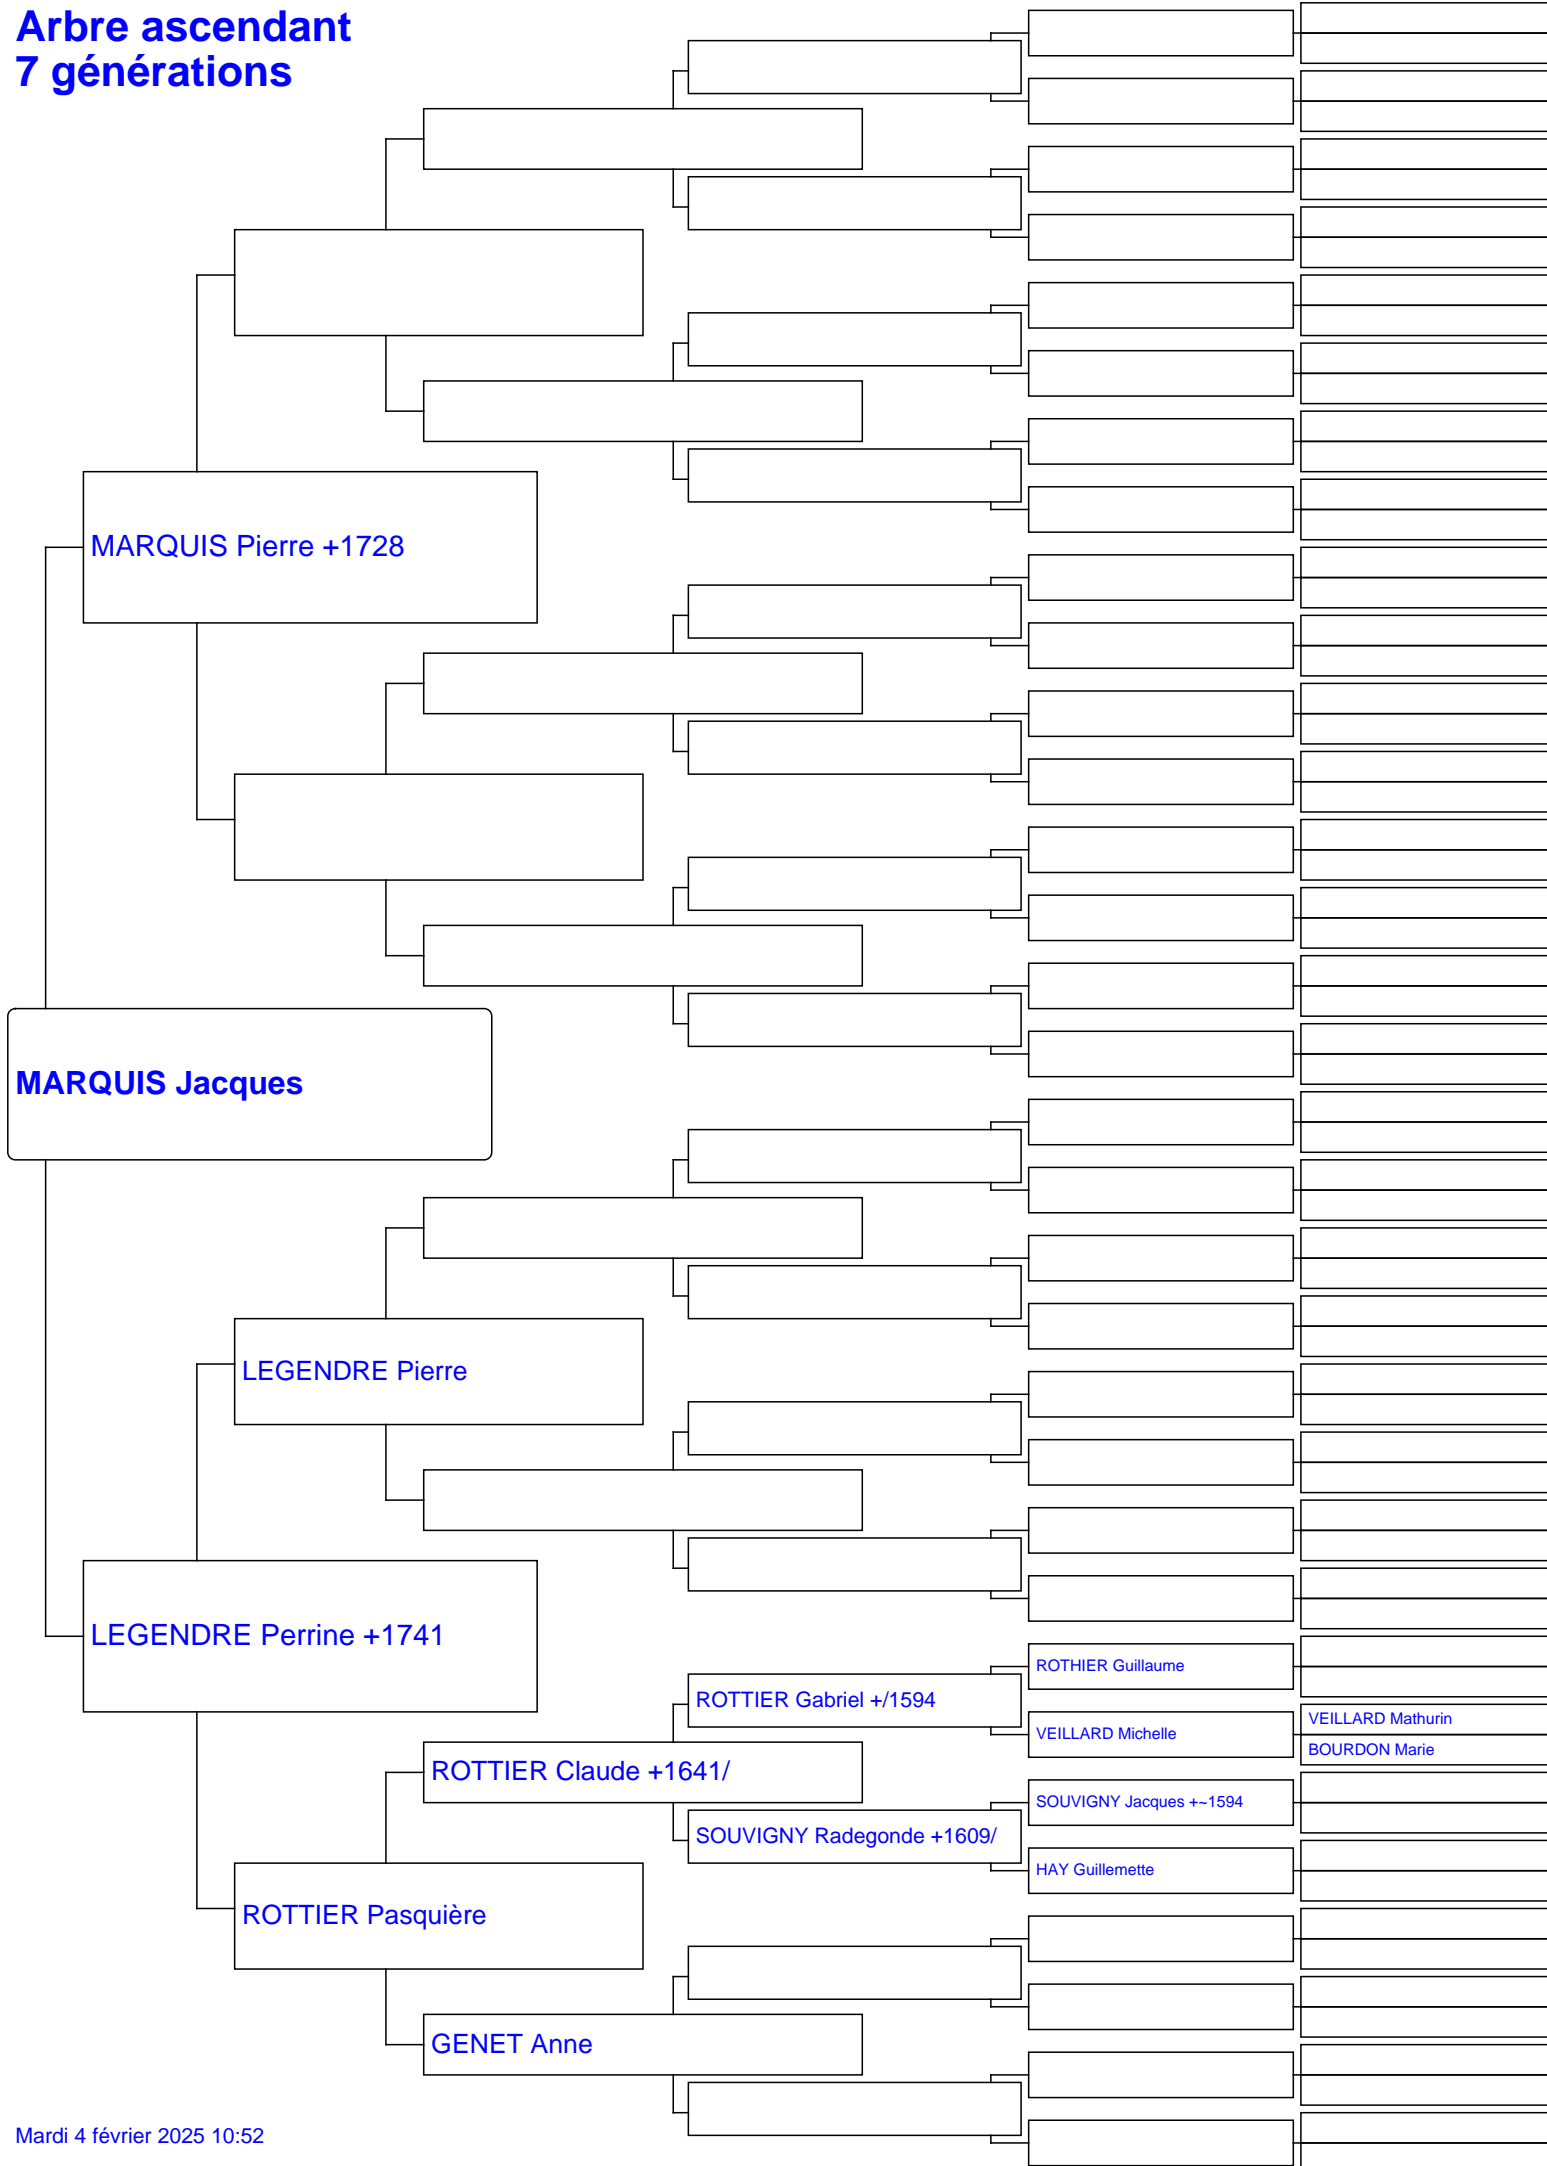 Arbre ascendant
7 générations
MARQUIS Pierre +1728
MARQUIS Jacques
LEGENDRE Pierre
LEGENDRE Perrine +1741
ROTHIER Guillaume
ROTTIER Gabriel +/1594
VEILLARD Mathurin
VEILLARD Michelle
BOURDON Marie
ROTTIER Claude +1641/
SOUVIGNY Jacques +~1594
SOUVIGNY Radegonde +1609/
HAY Guillemette
ROTTIER Pasquière
GENET Anne
Mardi 4 février 2025 10:52